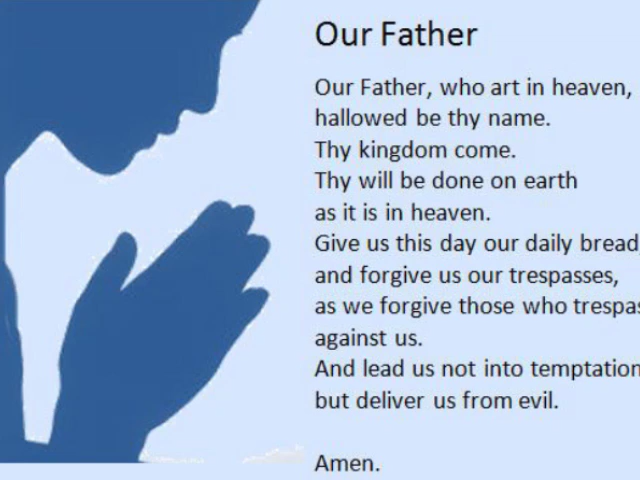 Our Father
Our Father, who art in heaven,
hallowed be thy name.
Thy kingdom come.
Thy will be done on earth
as it is in heaven.
Give us this day our daily bread,
and forgive us our trespasses,
as we forgive those who trespas
against us.
And lead us not into temptation
but deliver us from evil.
Amen.